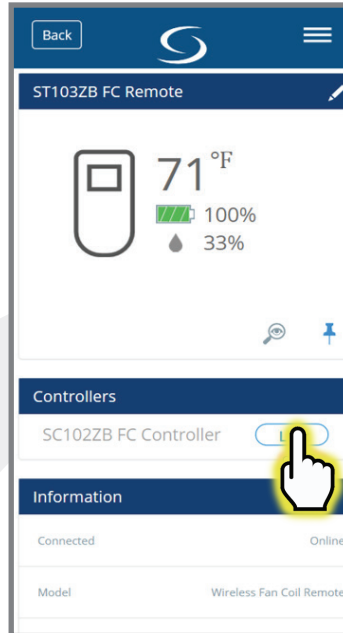 Back
ST103ZB FC Remote
71 °F
100%
33%
Controllers
SC102ZB FC Controller
Information
Connected Online
Model Wireless Fan Coil Remote